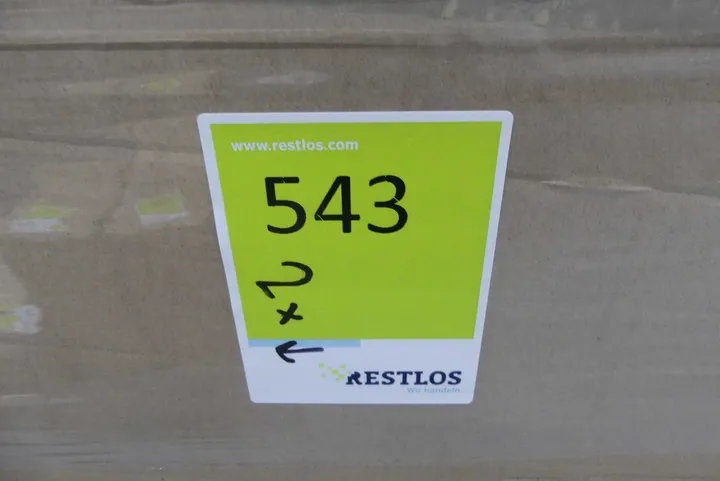 www.restlos.com
543
2x
←
RESTLOS
Wir handeln.